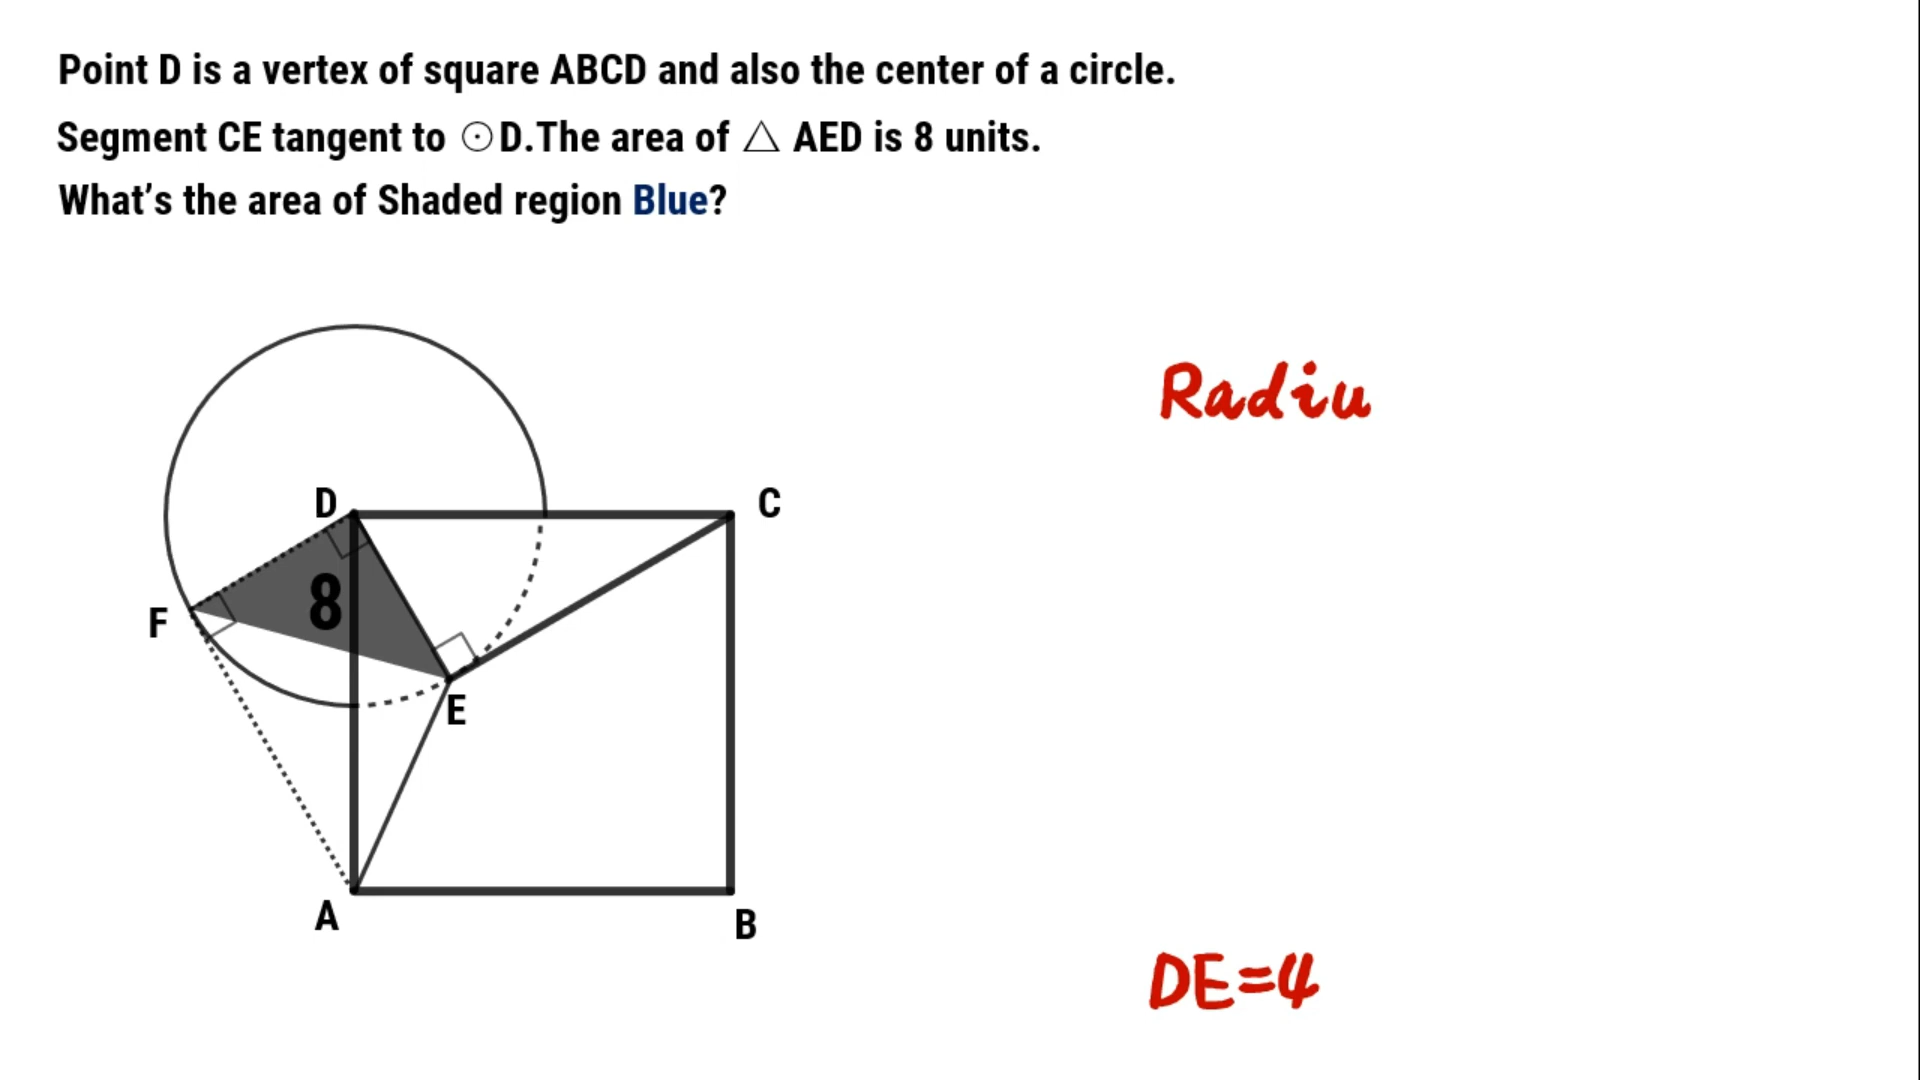 Point D is a vertex of square ABCD and also the center of a circle.
Segment CE tangent to ⊙D.The area of △ AED is 8 units.
What’s the area of Shaded region Blue?
Radiu
D
C
8
F
E
A
B
DE=4